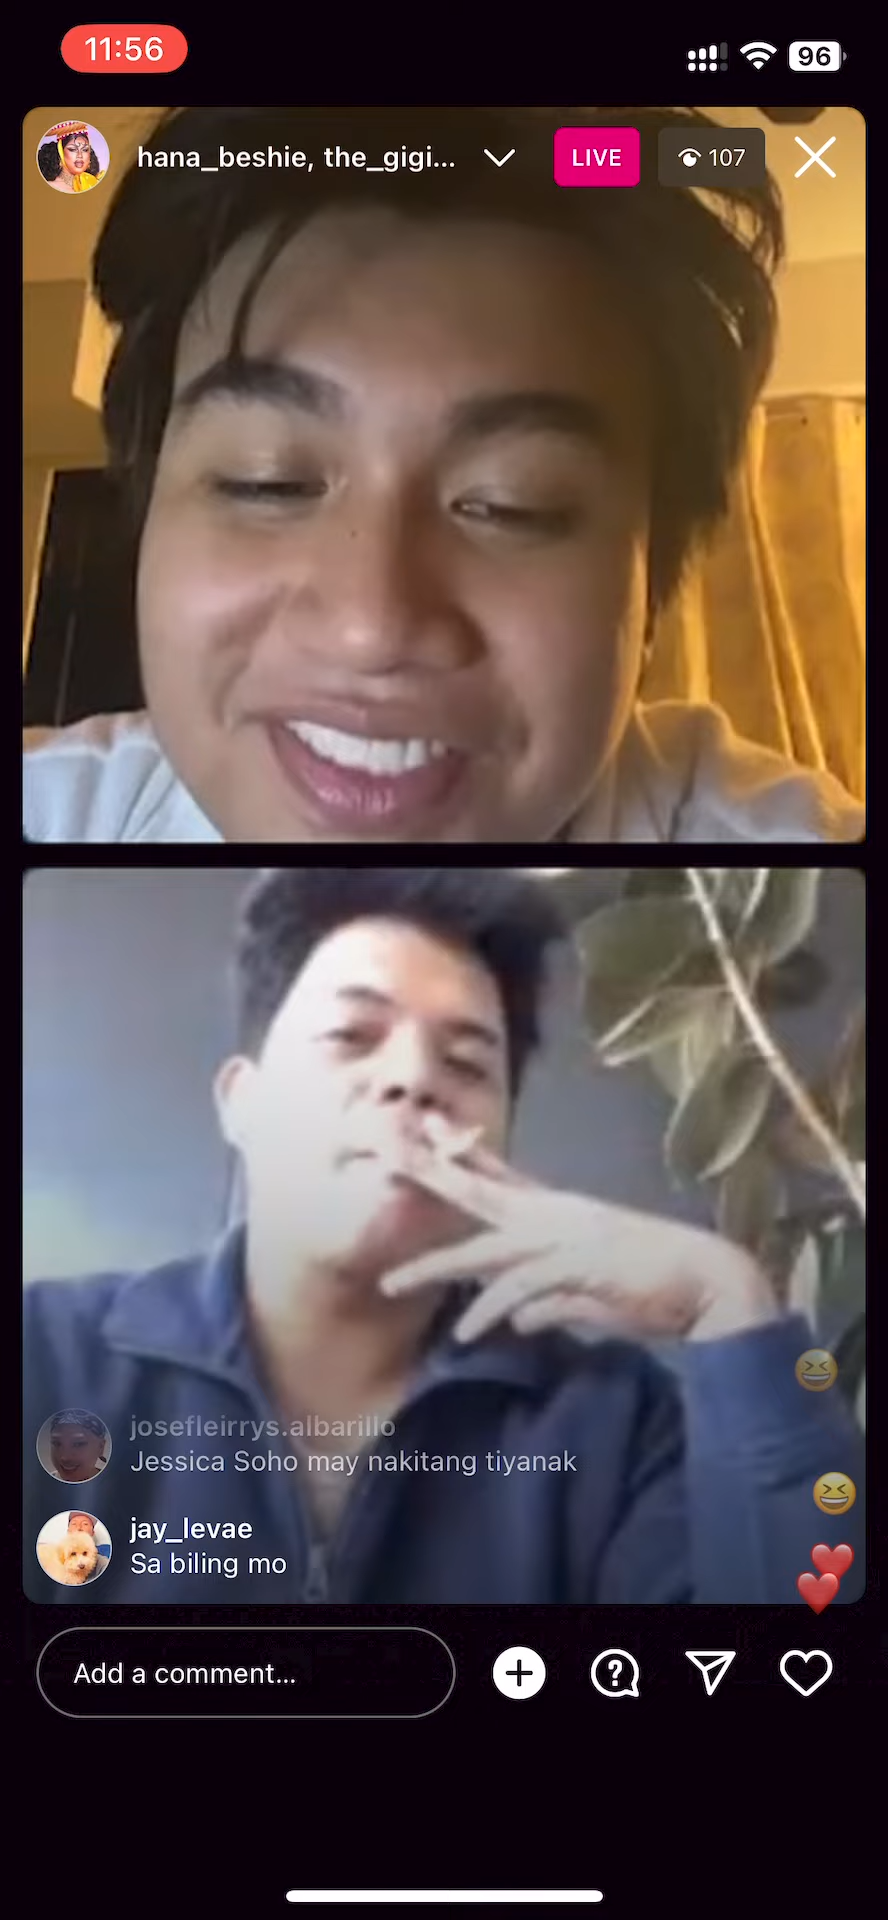 11:56
96
hana_beshie, the_gigi...
LIVE
107
josefleirrys.albarillo
Jessica Soho may nakitang tiyanak
jay_levae
Sa biling mo
Add a comment...